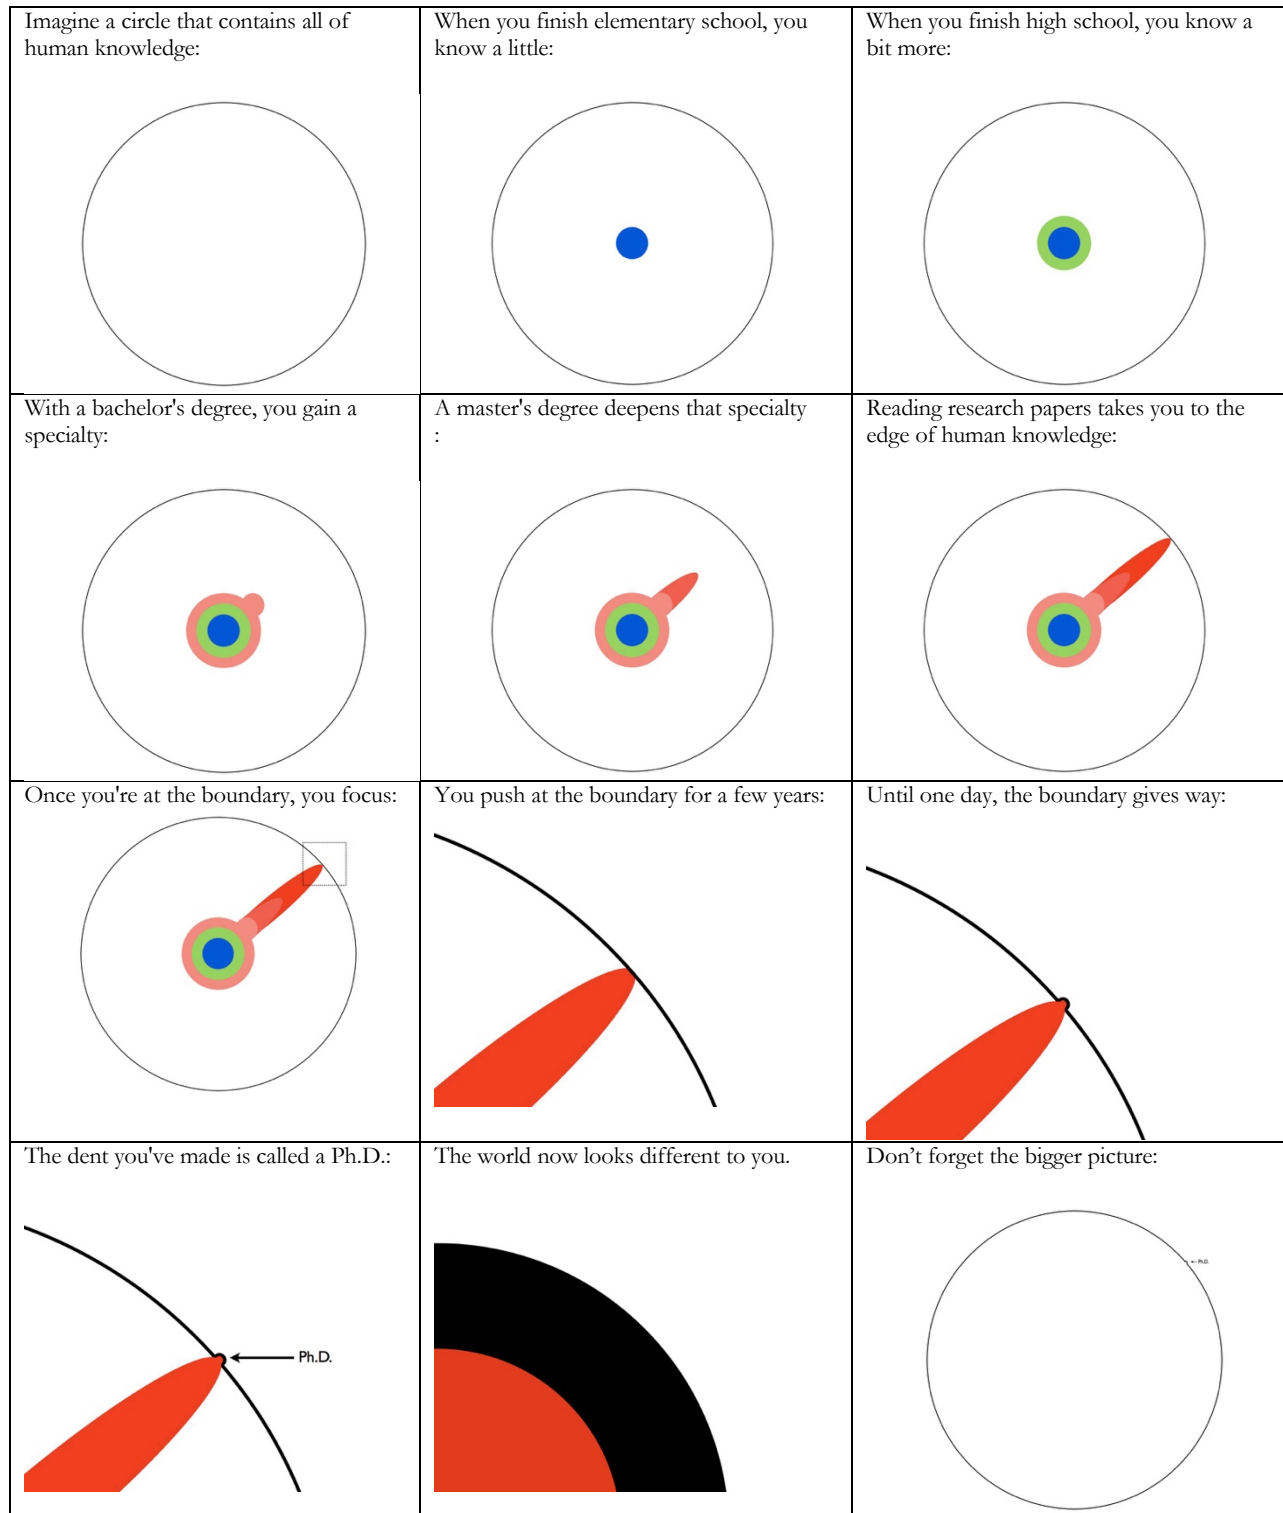 Imagine a circle that contains all of
human knowledge:
When you finish elementary school, you
know a little:
When you finish high school, you know a
bit more:
With a bachelor's degree, you gain a
specialty:
A master's degree deepens that specialty
:
Reading research papers takes you to the
edge of human knowledge:
Once you're at the boundary, you focus:
You push at the boundary for a few years:
Until one day, the boundary gives way:
The dent you've made is called a Ph.D.:
Ph.D.
The world now looks different to you.
Don’t forget the bigger picture:
Ph.D.